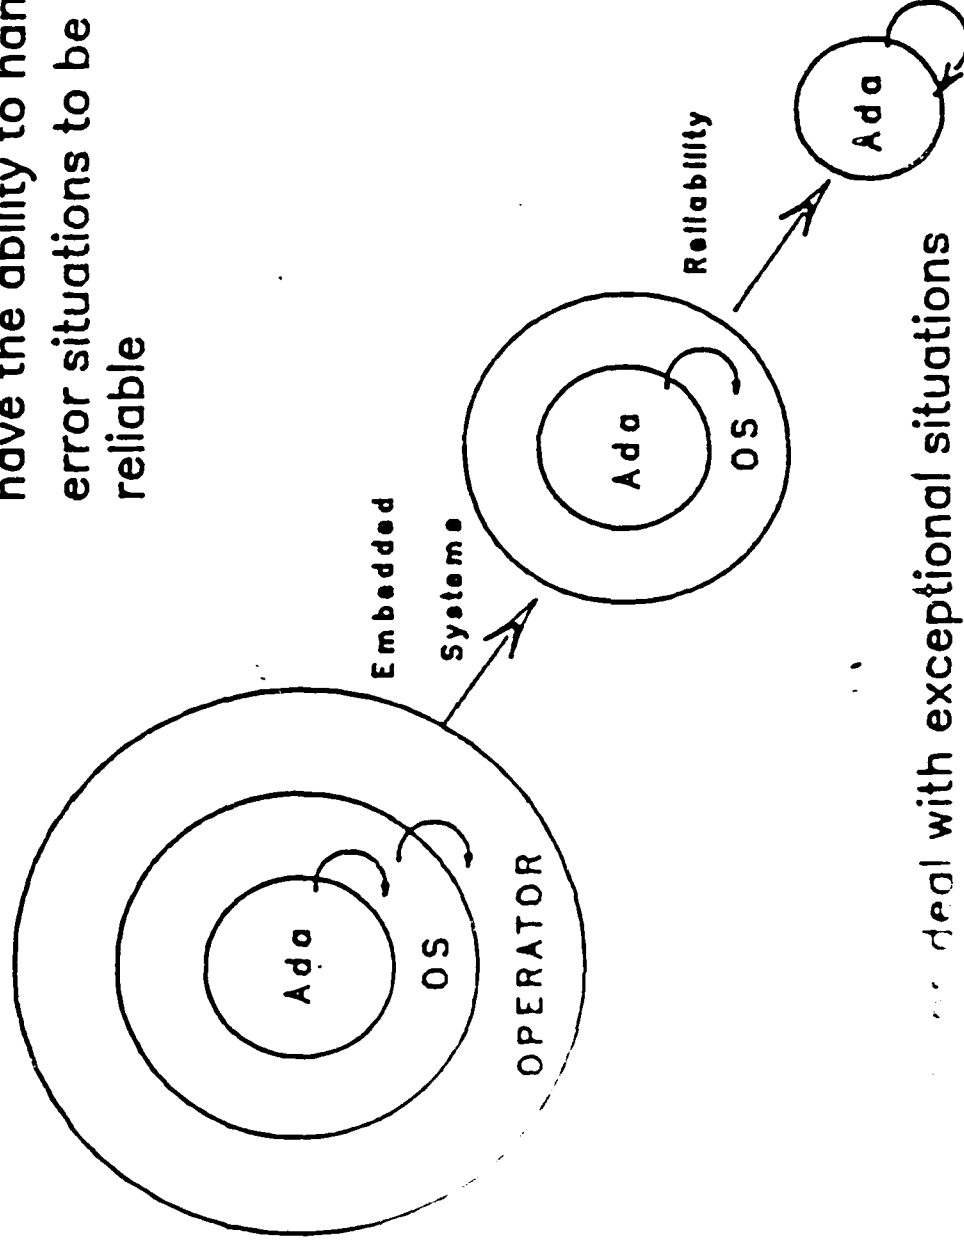 have the ability to han
error situations to be
reliable
Embedded
Systems
Reliability
Ada
OS
OPERATOR
Ada
OS
Ada
deal with exceptional situations